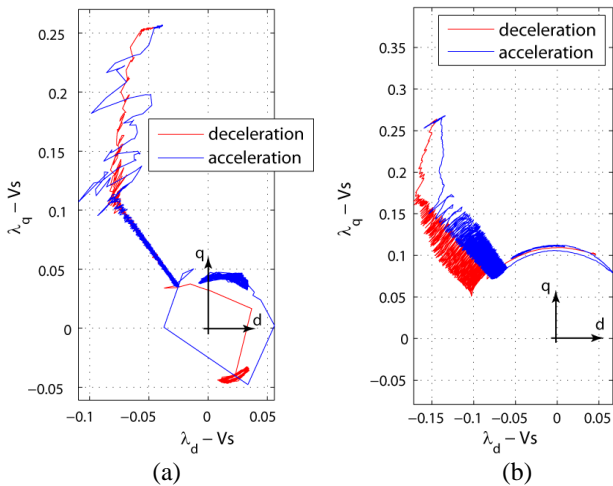 0.25
0.2
0.15
0.1
0.05
0
−0.05
−0.1
−0.05
0
0.05
λq − Vs
λd − Vs
deceleration
acceleration
q
d
(a)
0.35
0.3
0.25
0.2
0.15
0.1
0.05
0
−0.05
−0.15
−0.1
−0.05
0
0.05
λq − Vs
λd − Vs
deceleration
acceleration
q
d
(b)